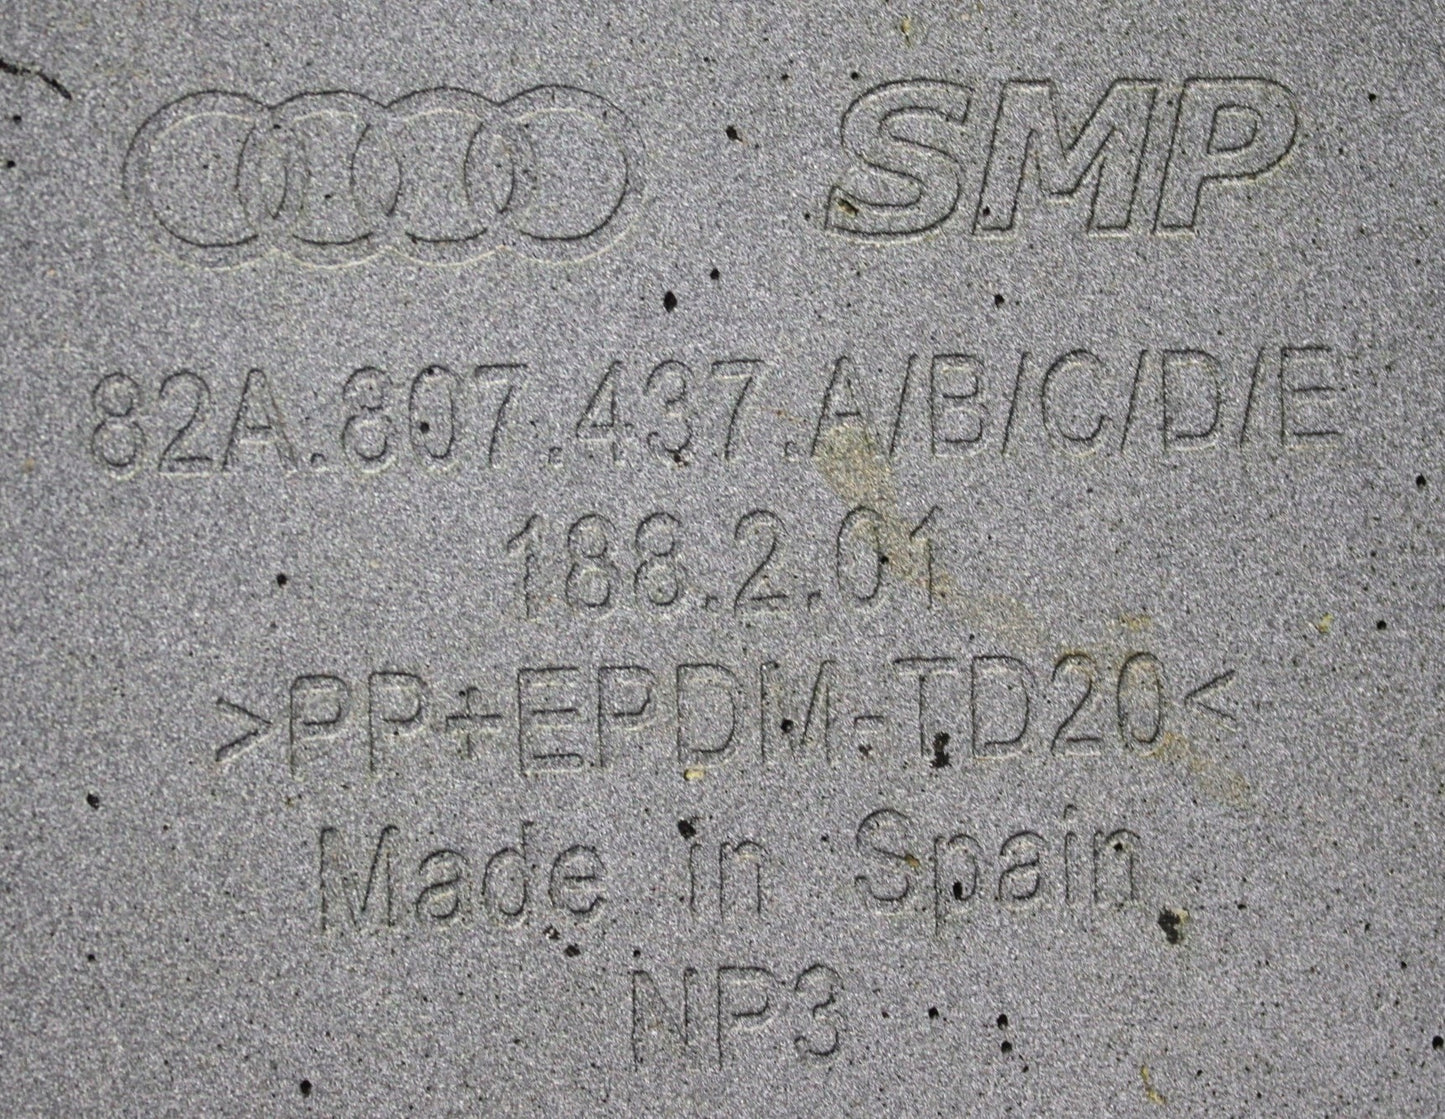 SMP
82A.807.437.A/B/C/D/E
188.2.01
>PP+EPDM-TD20<
Made in Spain
NP3